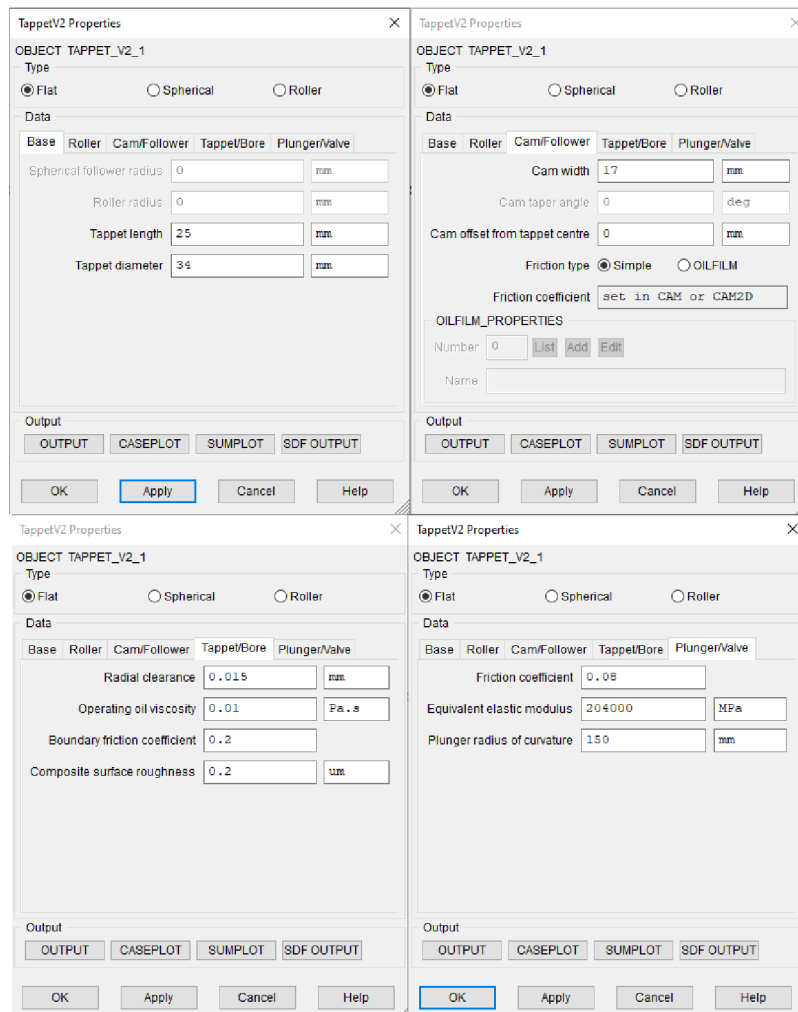 TappetV2 Properties
OBJECT TAPPET_V2_1
Type
Flat Spherical Roller
Data
Base Roller Cam/Follower Tappet/Bore Plunger/Valve
Spherical follower radius 0 mm
Roller radius 0 mm
Tappet length 25 mm
Tappet diameter 34 mm
Output
OUTPUT CASEPLOT SUMPLOT SDF OUTPUT
OK Apply Cancel Help
TappetV2 Properties
OBJECT TAPPET_V2_1
Type
Flat Spherical Roller
Data
Base Roller Cam/Follower Tappet/Bore Plunger/Valve
Cam width 17 mm
Cam taper angle 0 deg
Cam offset from tappet centre 0 mm
Friction type Simple OILFILM
Friction coefficient set in CAM or CAM2D
OILFILM_PROPERTIES
Number 0 List Add Edit
Name
Output
OUTPUT CASEPLOT SUMPLOT SDF OUTPUT
OK Apply Cancel Help
TappetV2 Properties
OBJECT TAPPET_V2_1
Type
Flat Spherical Roller
Data
Base Roller Cam/Follower Tappet/Bore Plunger/Valve
Radial clearance 0.015 mm
Operating oil viscosity 0.01 Pa.s
Boundary friction coefficient 0.2
Composite surface roughness 0.2 um
Output
OUTPUT CASEPLOT SUMPLOT SDF OUTPUT
OK Apply Cancel Help
TappetV2 Properties
OBJECT TAPPET_V2_1
Type
Flat Spherical Roller
Data
Base Roller Cam/Follower Tappet/Bore Plunger/Valve
Friction coefficient 0.08
Equivalent elastic modulus 204000 MPa
Plunger radius of curvature 150 mm
Output
OUTPUT CASEPLOT SUMPLOT SDF OUTPUT
OK Apply Cancel Help